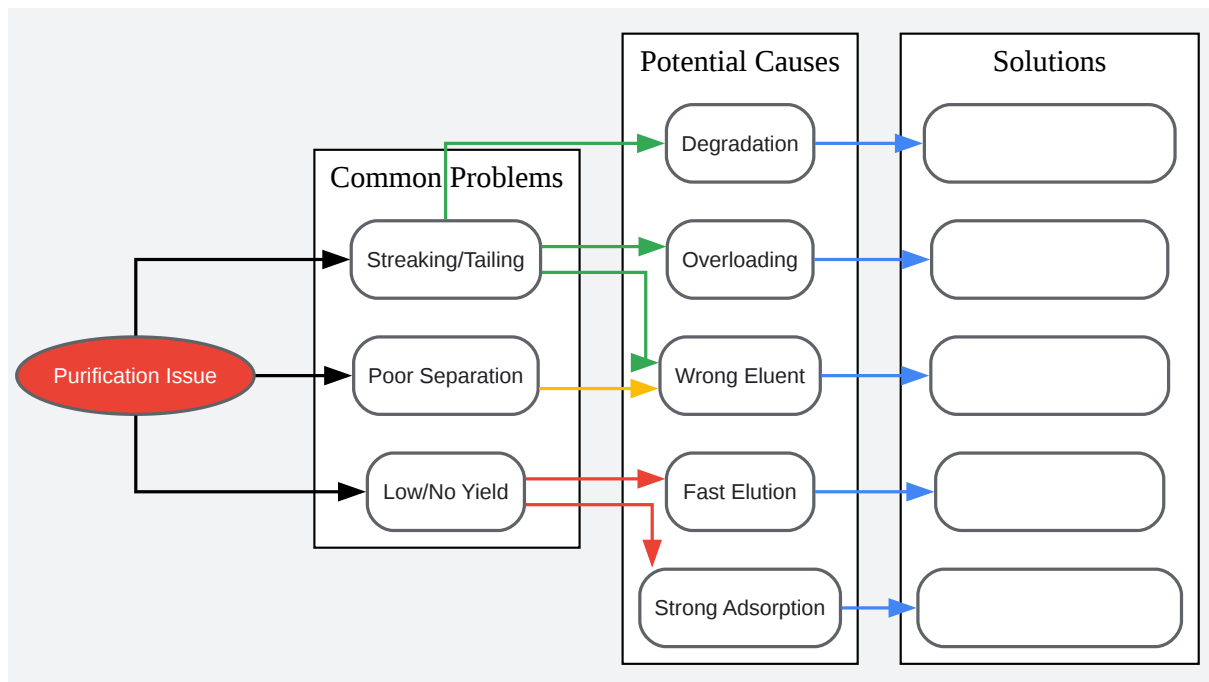 Potential Causes
Solutions
Degradation
Common Problems
Streaking/Tailing
Overloading
Purification Issue
Poor Separation
Wrong Eluent
Low/No Yield
Fast Elution
Strong Adsorption